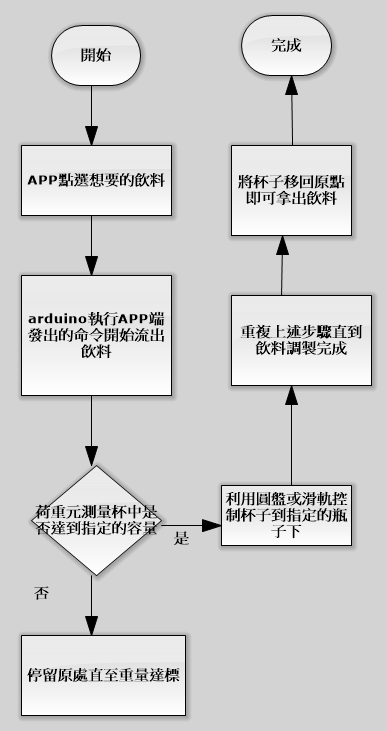 開始
APP點選想要的飲料
arduino執行APP端
發出的命令開始流出
飲料
荷重元測量杯中是
否達到指定的容量
是
否
停留原處直至重量達標
利用圓盤或滑軌控
制杯子到指定的瓶
子下
重複上述步驟直到
飲料調製完成
將杯子移回原點
即可拿出飲料
完成